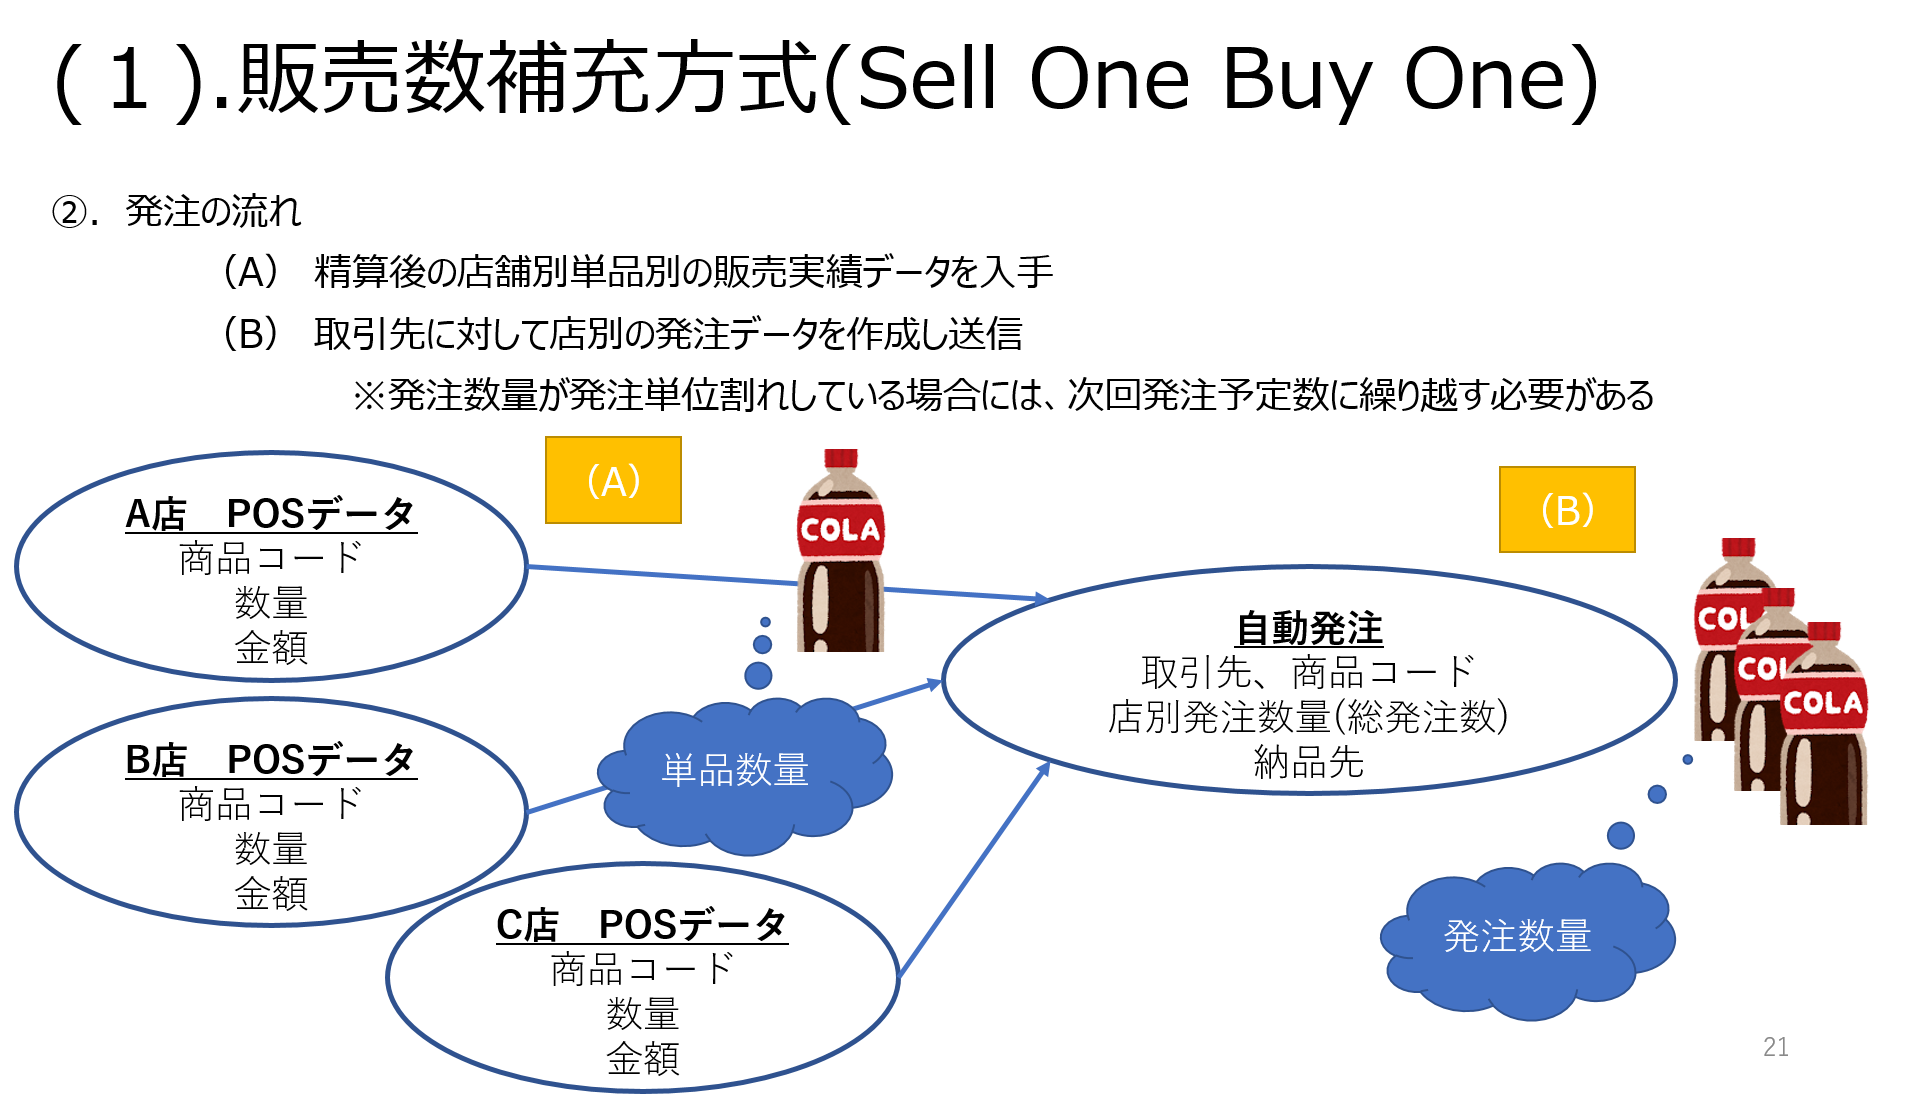 (１).販売数補充方式(Sell One Buy One)
②. 発注の流れ
（A） 精算後の店舗別単品別の販売実績データを入手
（B） 取引先に対して店別の発注データを作成し送信
※発注数量が発注単位割れしている場合には、次回発注予定数に繰り越す必要がある
（A）
（B）
A店　POSデータ
商品コード
数量
金額
COLA
B店　POSデータ
商品コード
数量
金額
単品数量
C店　POSデータ
商品コード
数量
金額
自動発注
取引先、商品コード
店別発注数量(総発注数)
納品先
COL
COL
COLA
発注数量
21